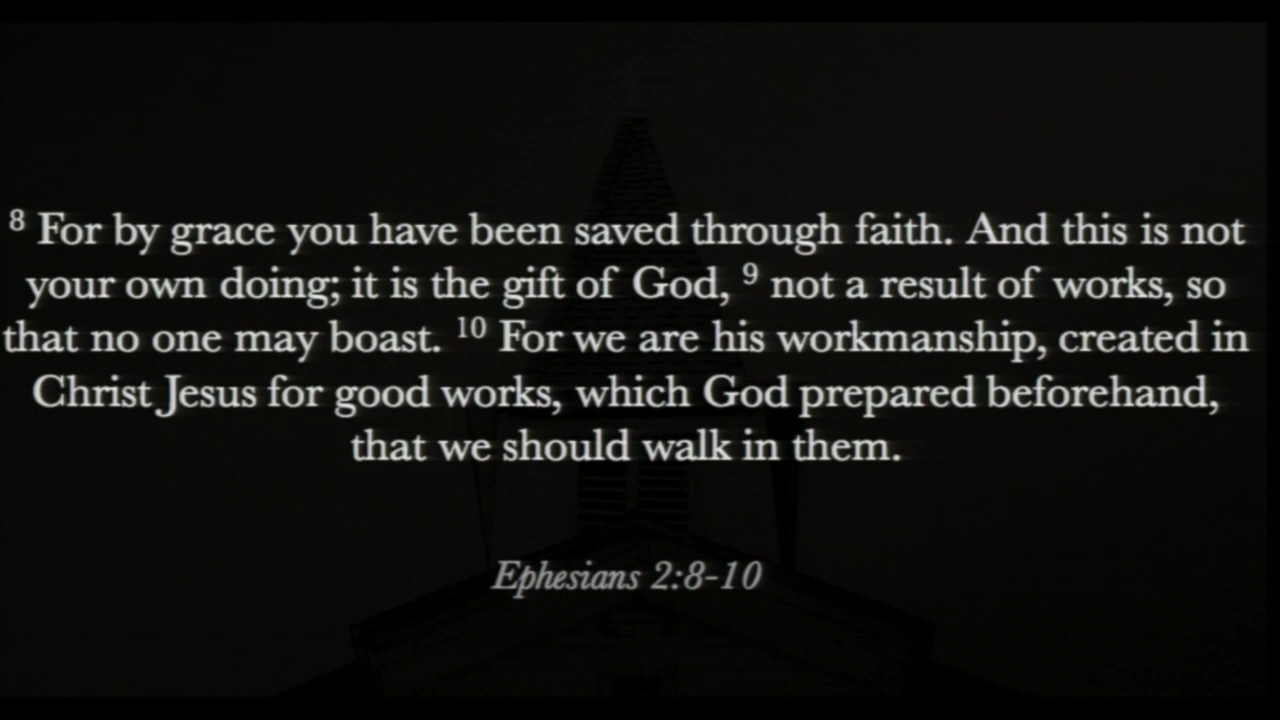 8 For by grace you have been saved through faith. And this is not
your own doing; it is the gift of God, 9 not a result of works, so
that no one may boast. 10 For we are his workmanship, created in
Christ Jesus for good works, which God prepared beforehand,
that we should walk in them.
Ephesians 2:8-10